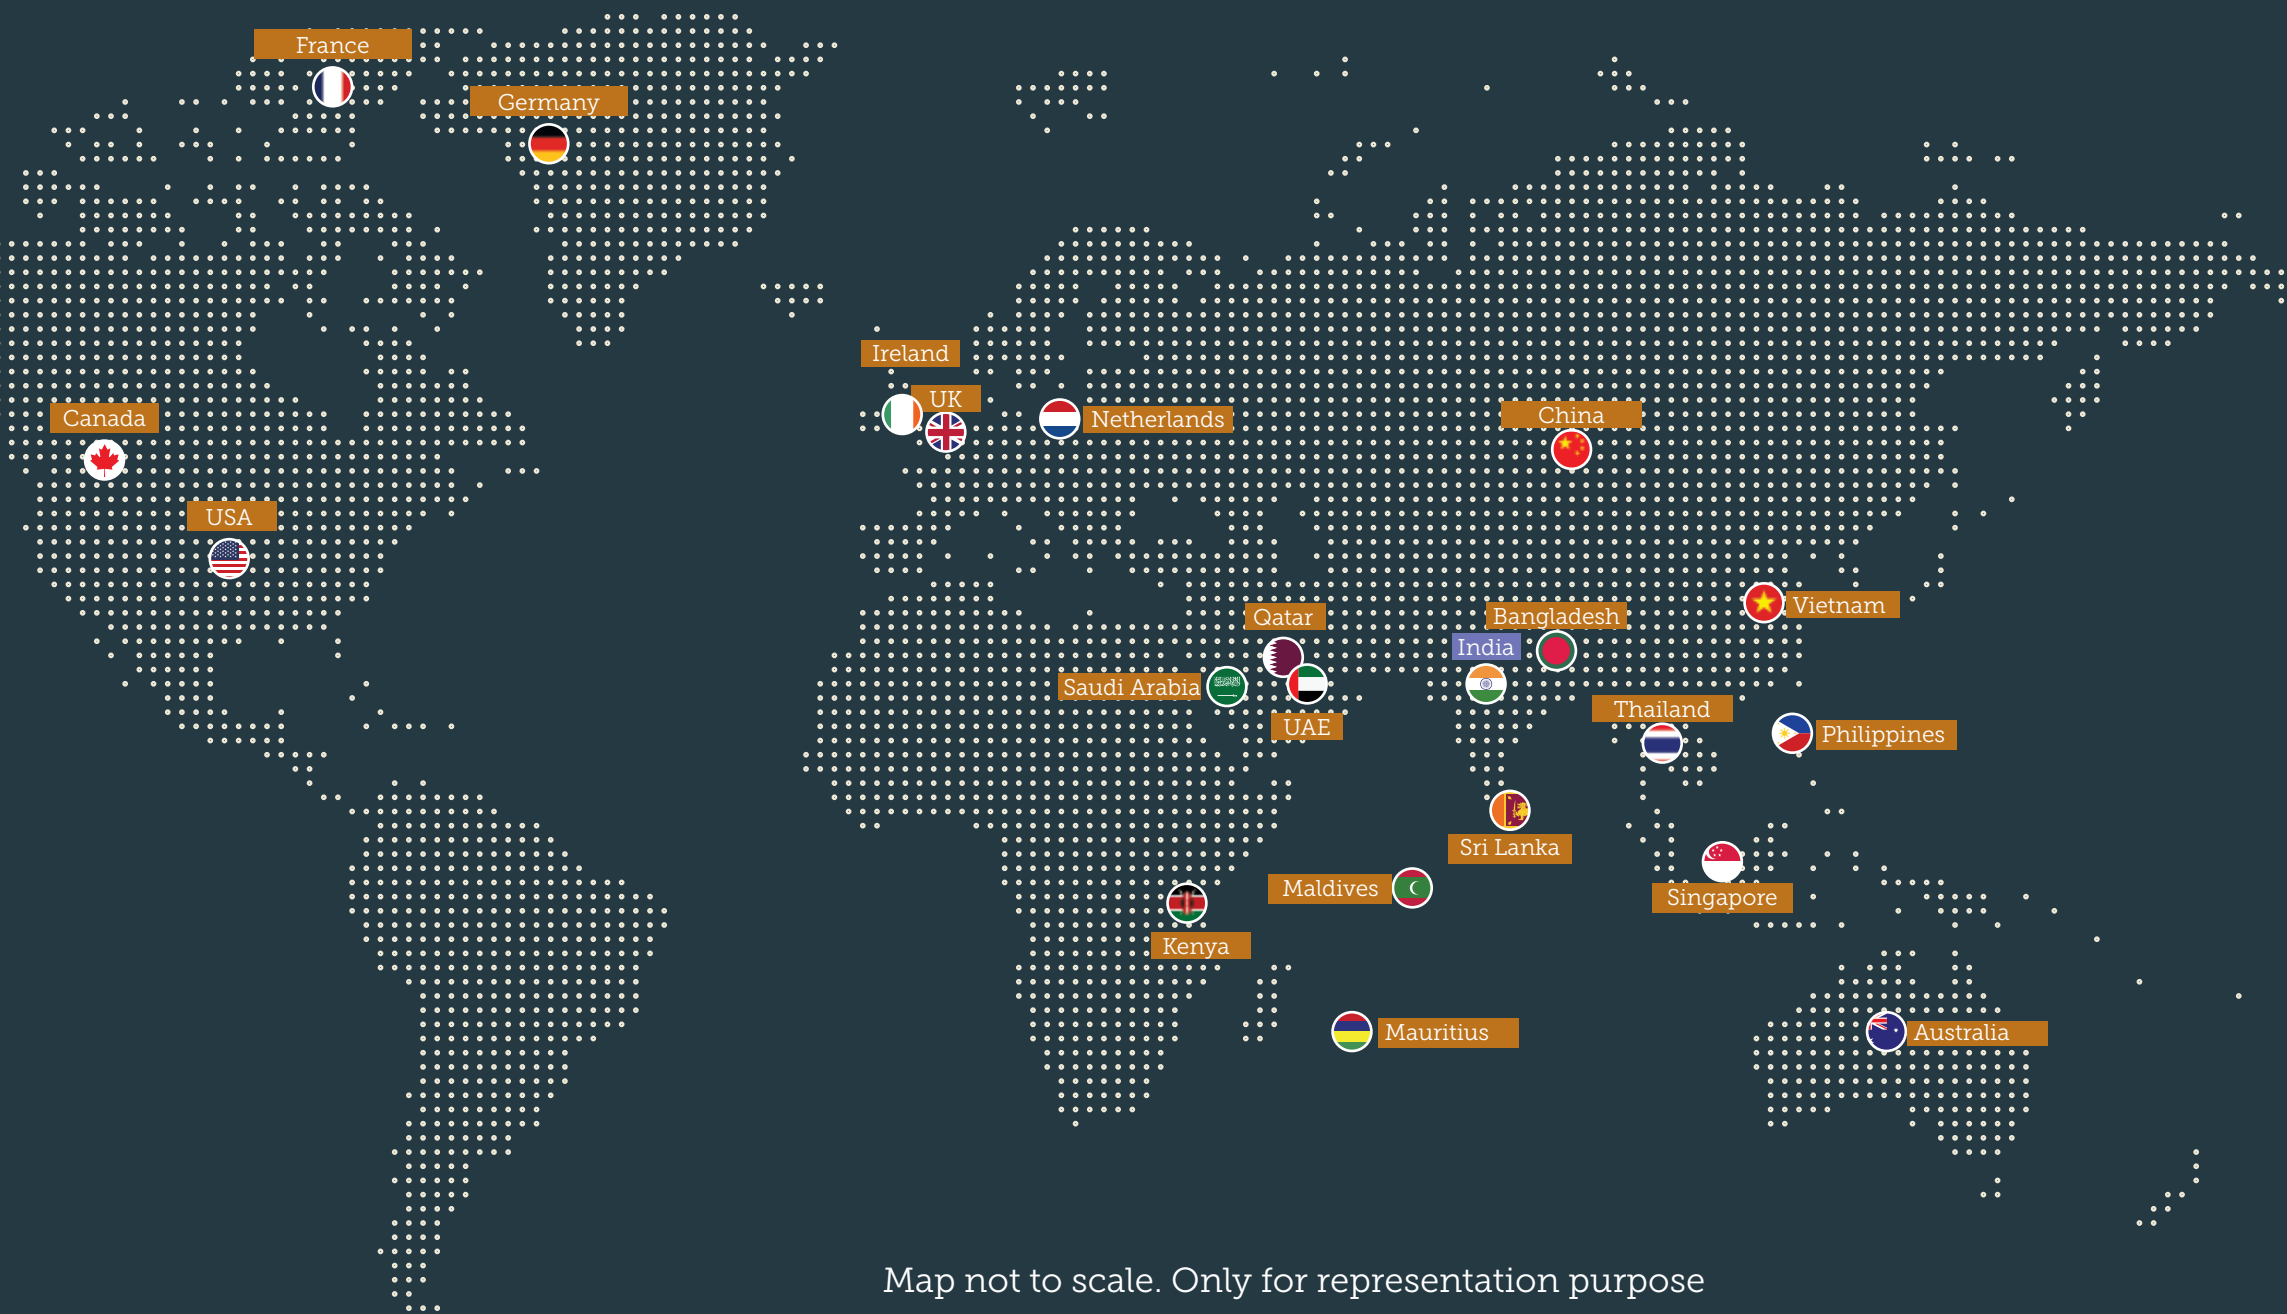 France
Germany
Ireland
UK
Netherlands
Canada
China
USA
Vietnam
Qatar
Bangladesh
India
Saudi Arabia
UAE
Thailand
Philippines
Sri Lanka
Maldives
Singapore
Kenya
Mauritius
Australia
Map not to scale. Only for representation purpose